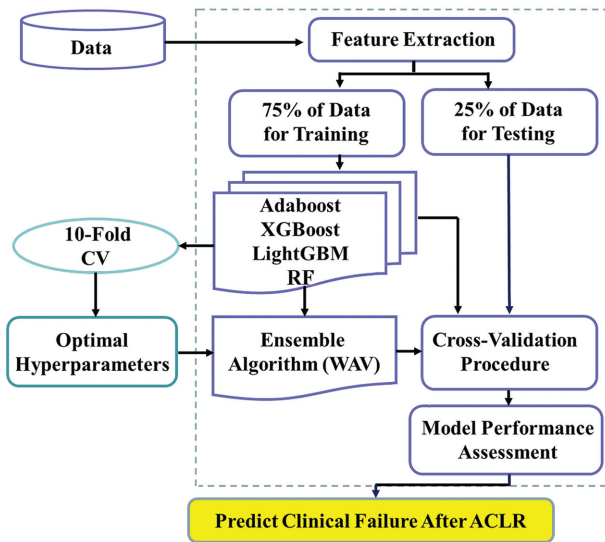 Data
Feature Extraction
75% of Data
for Training
25% of Data
for Testing
Adaboost
XGBoost
LightGBM
RF
10-Fold
CV
Optimal
Hyperparameters
Ensemble
Algorithm (WAV)
Cross-Validation
Procedure
Model Performance
Assessment
Predict Clinical Failure After ACLR